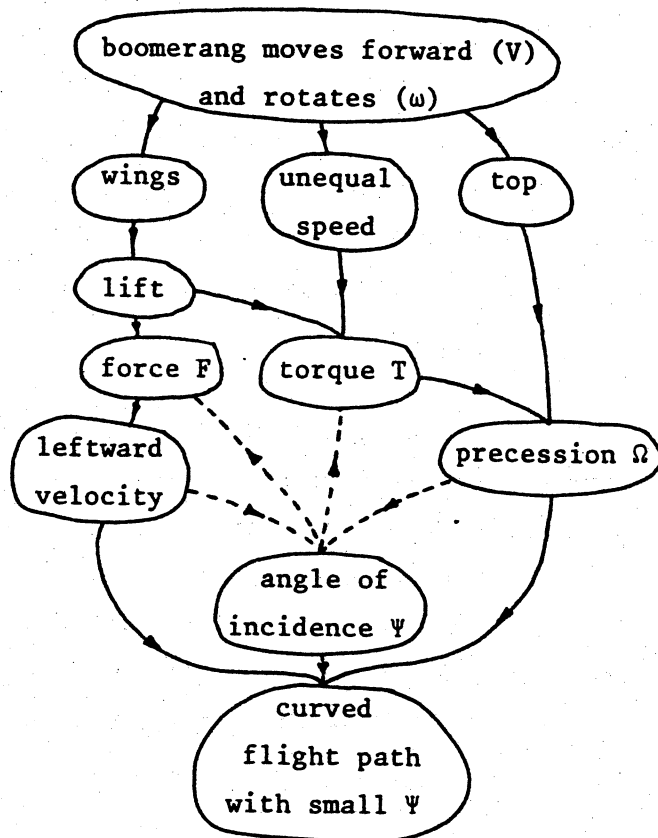 boomerang moves forward (V)
and rotates (ω)
wings
unequal
speed
top
lift
force F
torque T
leftward
velocity
precession Ω
angle of
incidence Ψ
curved
flight path
with small Ψ